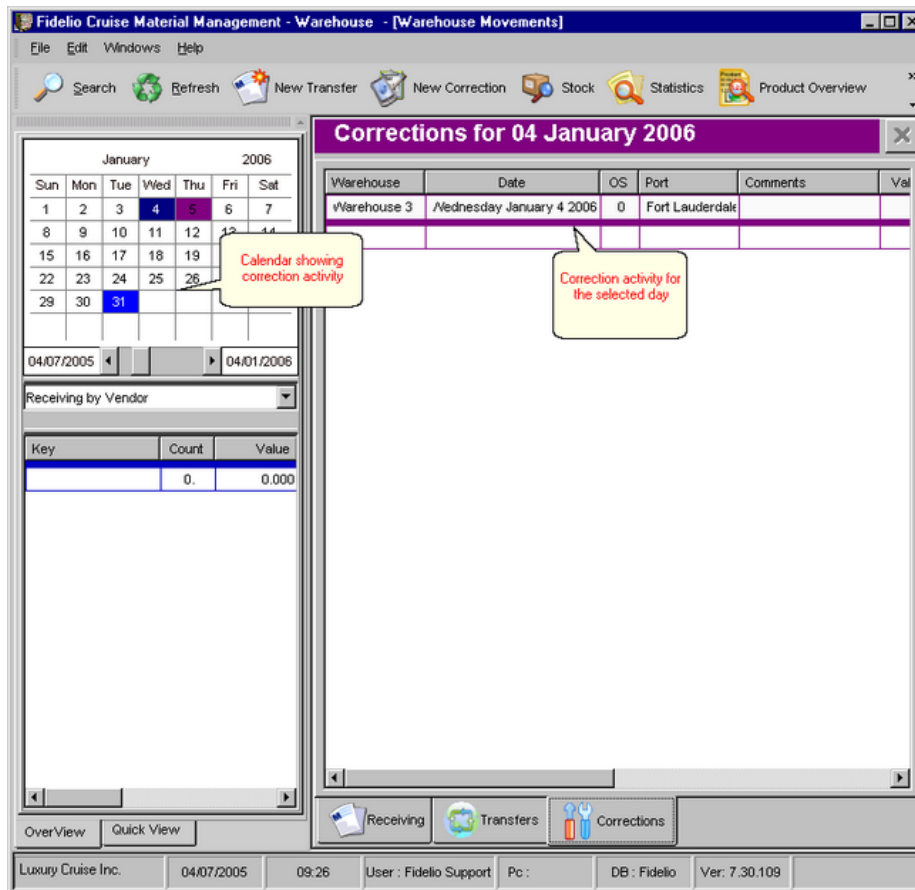 Fidelio Cruise Material Management - Warehouse - [Warehouse Movements]
File Edit Windows Help
Search Refresh New Transfer New Correction Stock Statistics Product Overview »
January 2006
Sun Mon Tue Wed Thu Fri Sat
1 2 3 4 5 6 7
8 9 10 11 12 13 14
15 16 17 18 19
22 23 24 25 26
29 30 31
Calendar showing
correction activity
04/07/2005 04/01/2006
Receiving by Vendor
Key Count Value
0. 0.000
OverView Quick View
Corrections for 04 January 2006
Warehouse Date OS Port Comments Val
Warehouse 3 Wednesday January 4 2006 0 Fort Lauderdale
Correction activity for
the selected day
Receiving Transfers Corrections
Luxury Cruise Inc. 04/07/2005 09:26 User : Fidelio Support Pc : DB : Fidelio Ver: 7.30.109